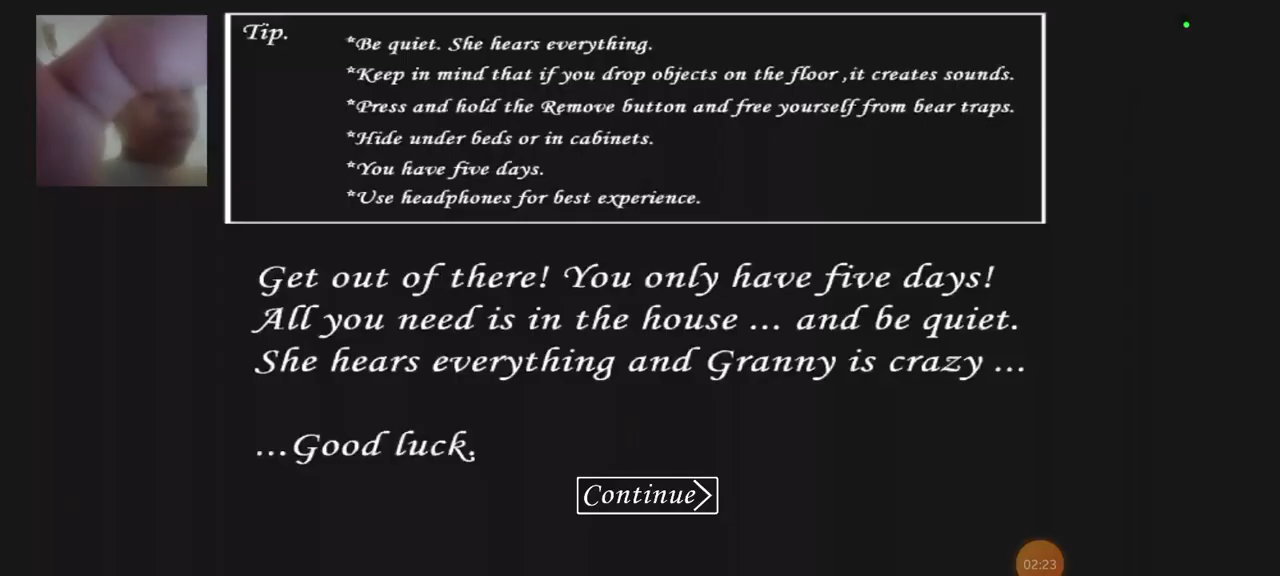 Tip.
*Be quiet. She hears everything.
*Keep in mind that if you drop objects on the floor ,it creates sounds.
*Press and hold the Remove button and free yourself from bear traps.
*Hide under beds or in cabinets.
*You have five days.
*Use headphones for best experience.
Get out of there! You only have five days!
All you need is in the house ... and be quiet.
She hears everything and Granny is crazy ...
...Good luck.
Continue
02:23